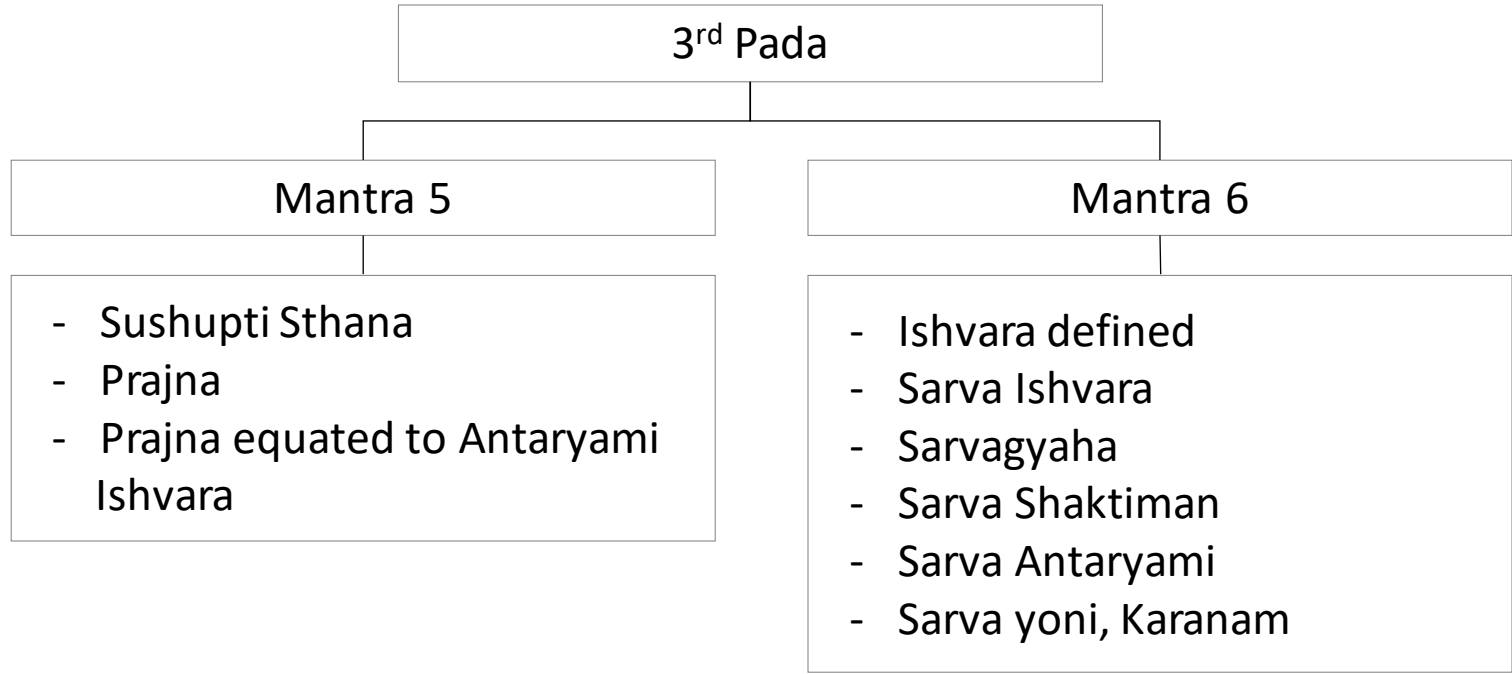 3rd Pada
Mantra 5
- Sushupti Sthana
- Prajna
- Prajna equated to Antaryami
Ishvara
Mantra 6
- Ishvara defined
- Sarva Ishvara
- Sarvagyaha
- Sarva Shaktiman
- Sarva Antaryami
- Sarva yoni, Karanam